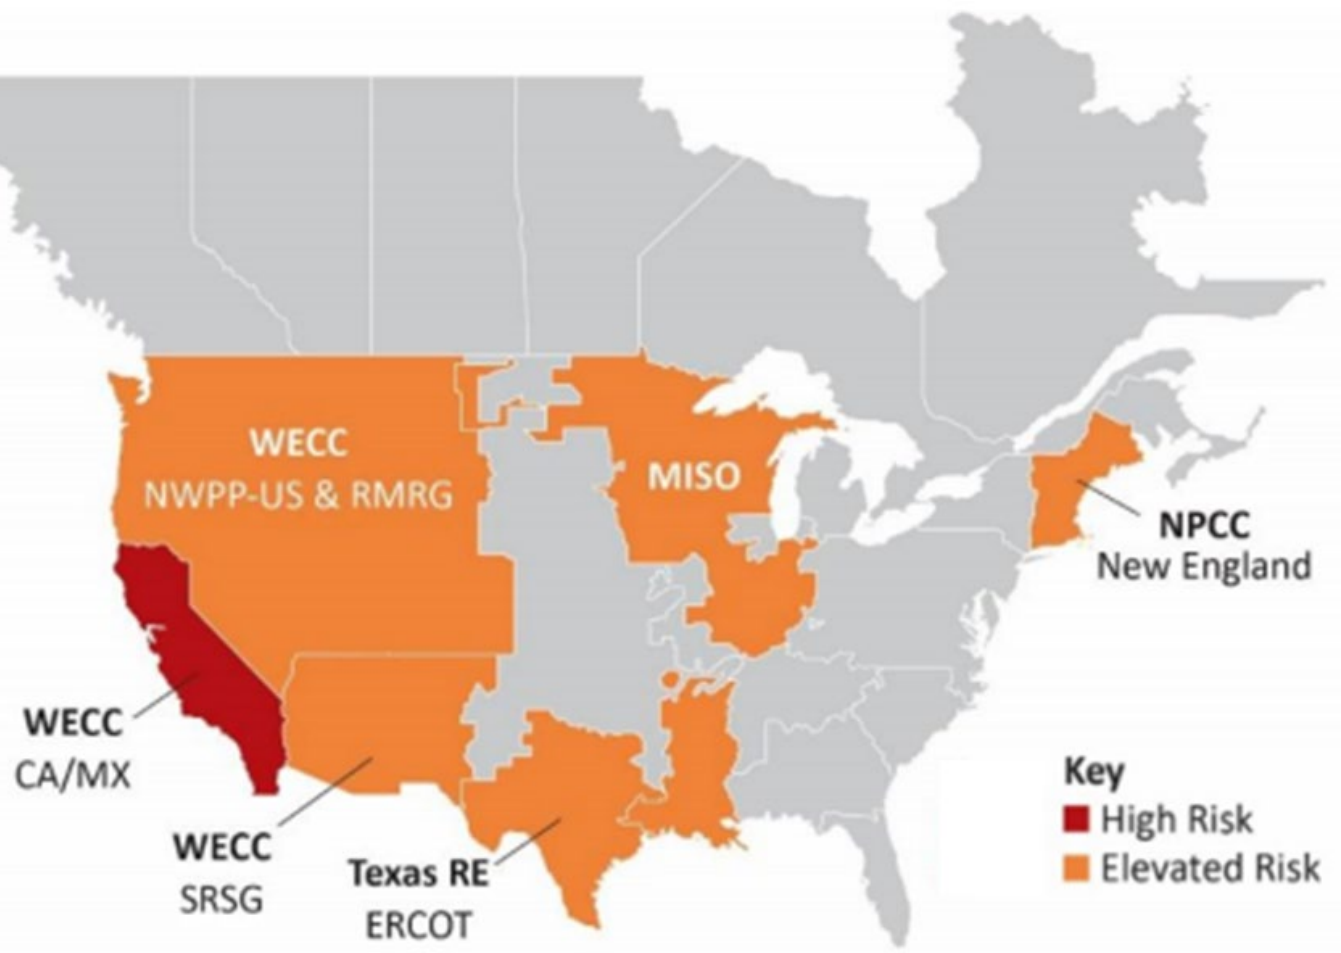 WECC
NWPP-US & RMRG
MISO
NPCC
New England
WECC
CA/MX
WECC
SRSG
Texas RE
ERCOT
Key
High Risk
Elevated Risk